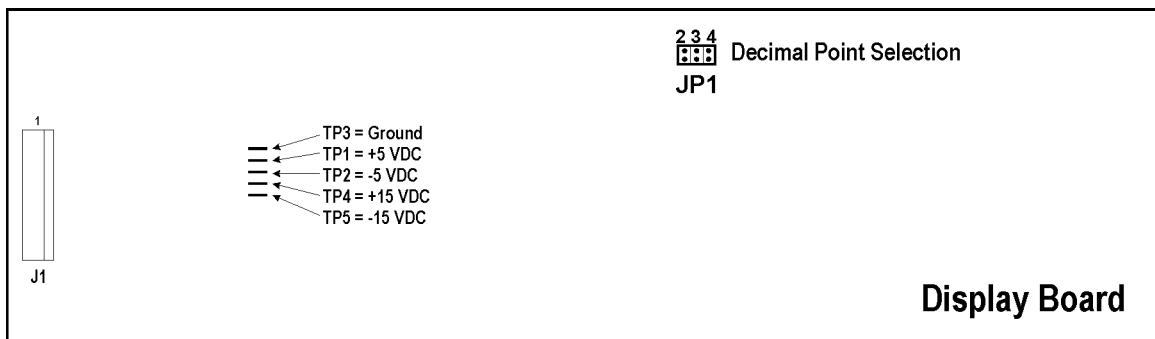 2 3 4
Decimal Point Selection
JP1
1
TP3 = Ground
TP1 = +5 VDC
TP2 = -5 VDC
TP4 = +15 VDC
TP5 = -15 VDC
J1
Display Board